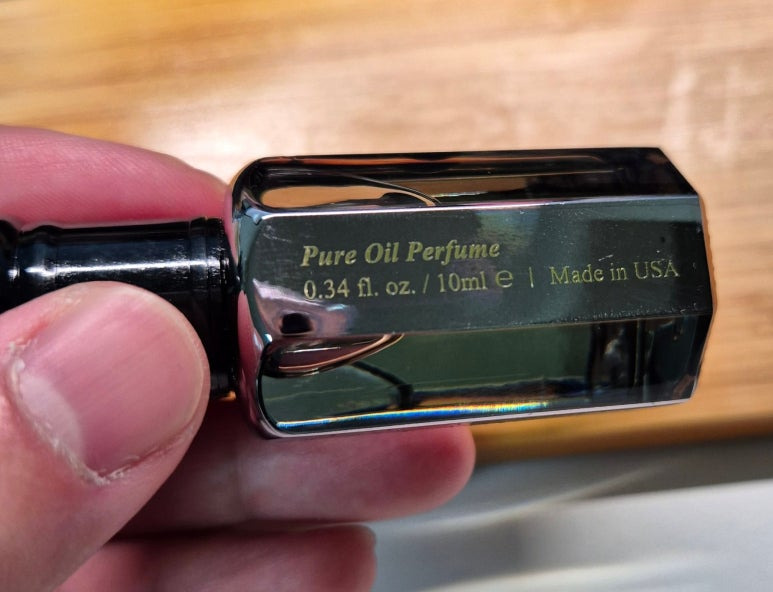 Pure Oil Perfume
0.34 fl. oz. / 10ml ℮ | Made in USA